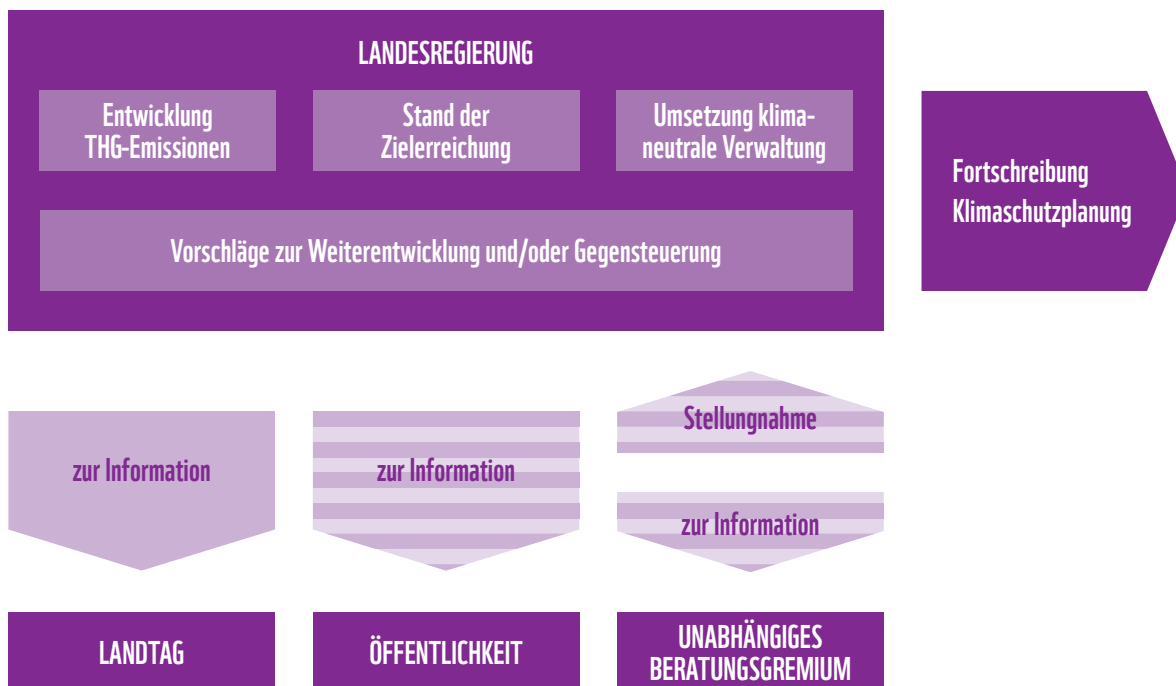 LANDESREGIERUNG
Entwicklung
THG-Emissionen
Stand der
Zielerreichung
Umsetzung klima-
neutrale Verwaltung
Vorschläge zur Weiterentwicklung und/oder Gegensteuerung
Fortschreibung
Klimaschutzplanung
zur Information
zur Information
Stellungnahme
zur Information
LANDTAG
ÖFFENTLICHKEIT
UNABHÄNGIGES
BERATUNGSGREMIUM